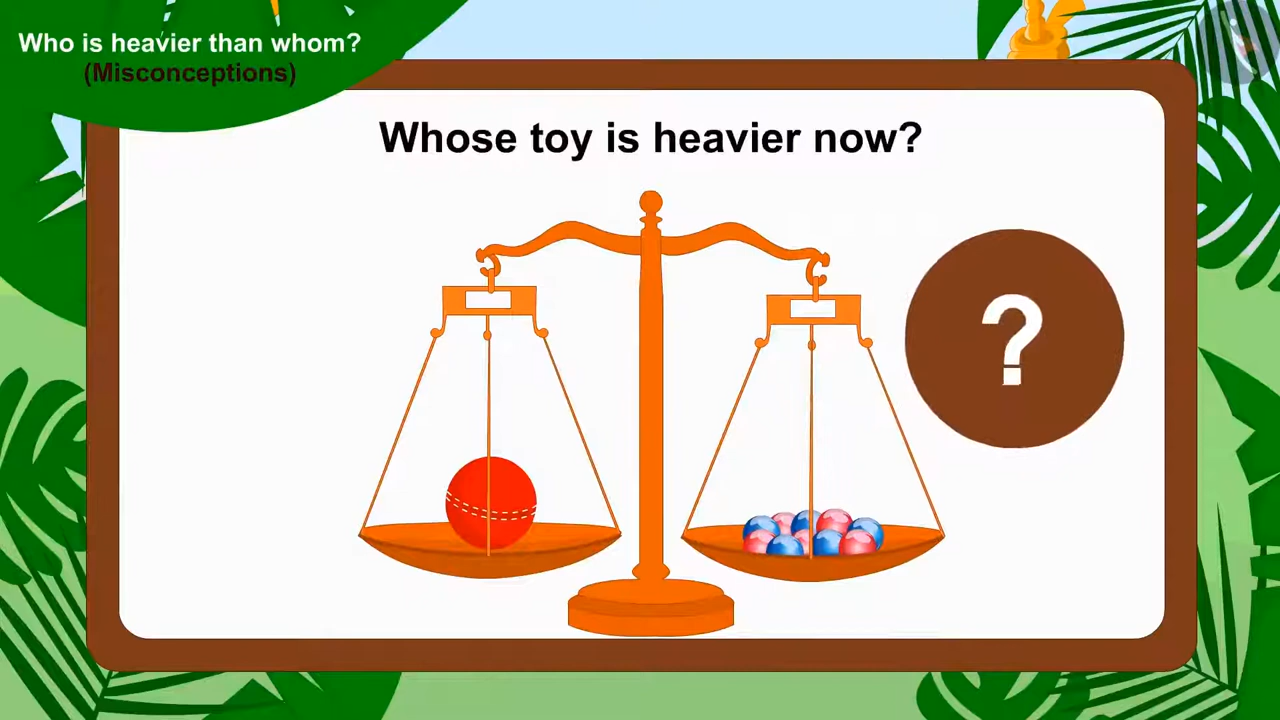 Who is heavier than whom?
(Misconceptions)
Whose toy is heavier now?
?